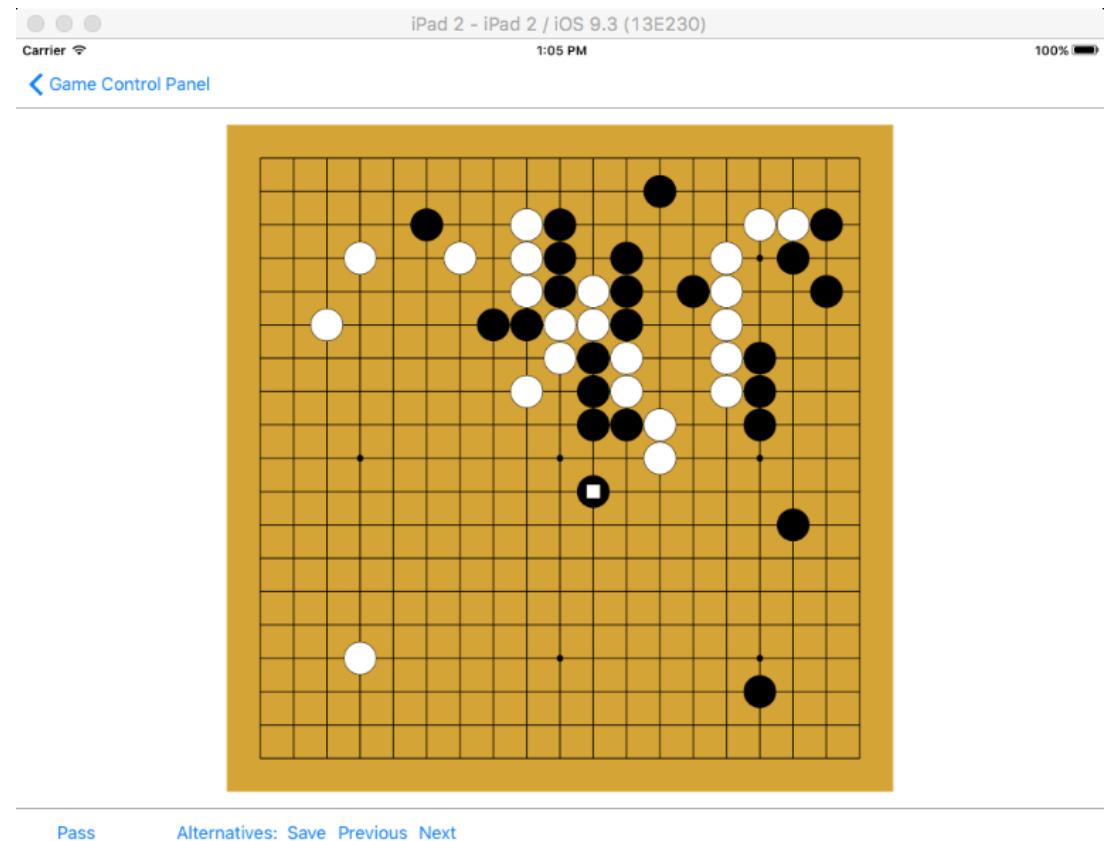 iPad 2 - iPad 2 / iOS 9.3 (13E230)
Carrier 1:05 PM 100%
Game Control Panel
Pass Alternatives: Save Previous Next